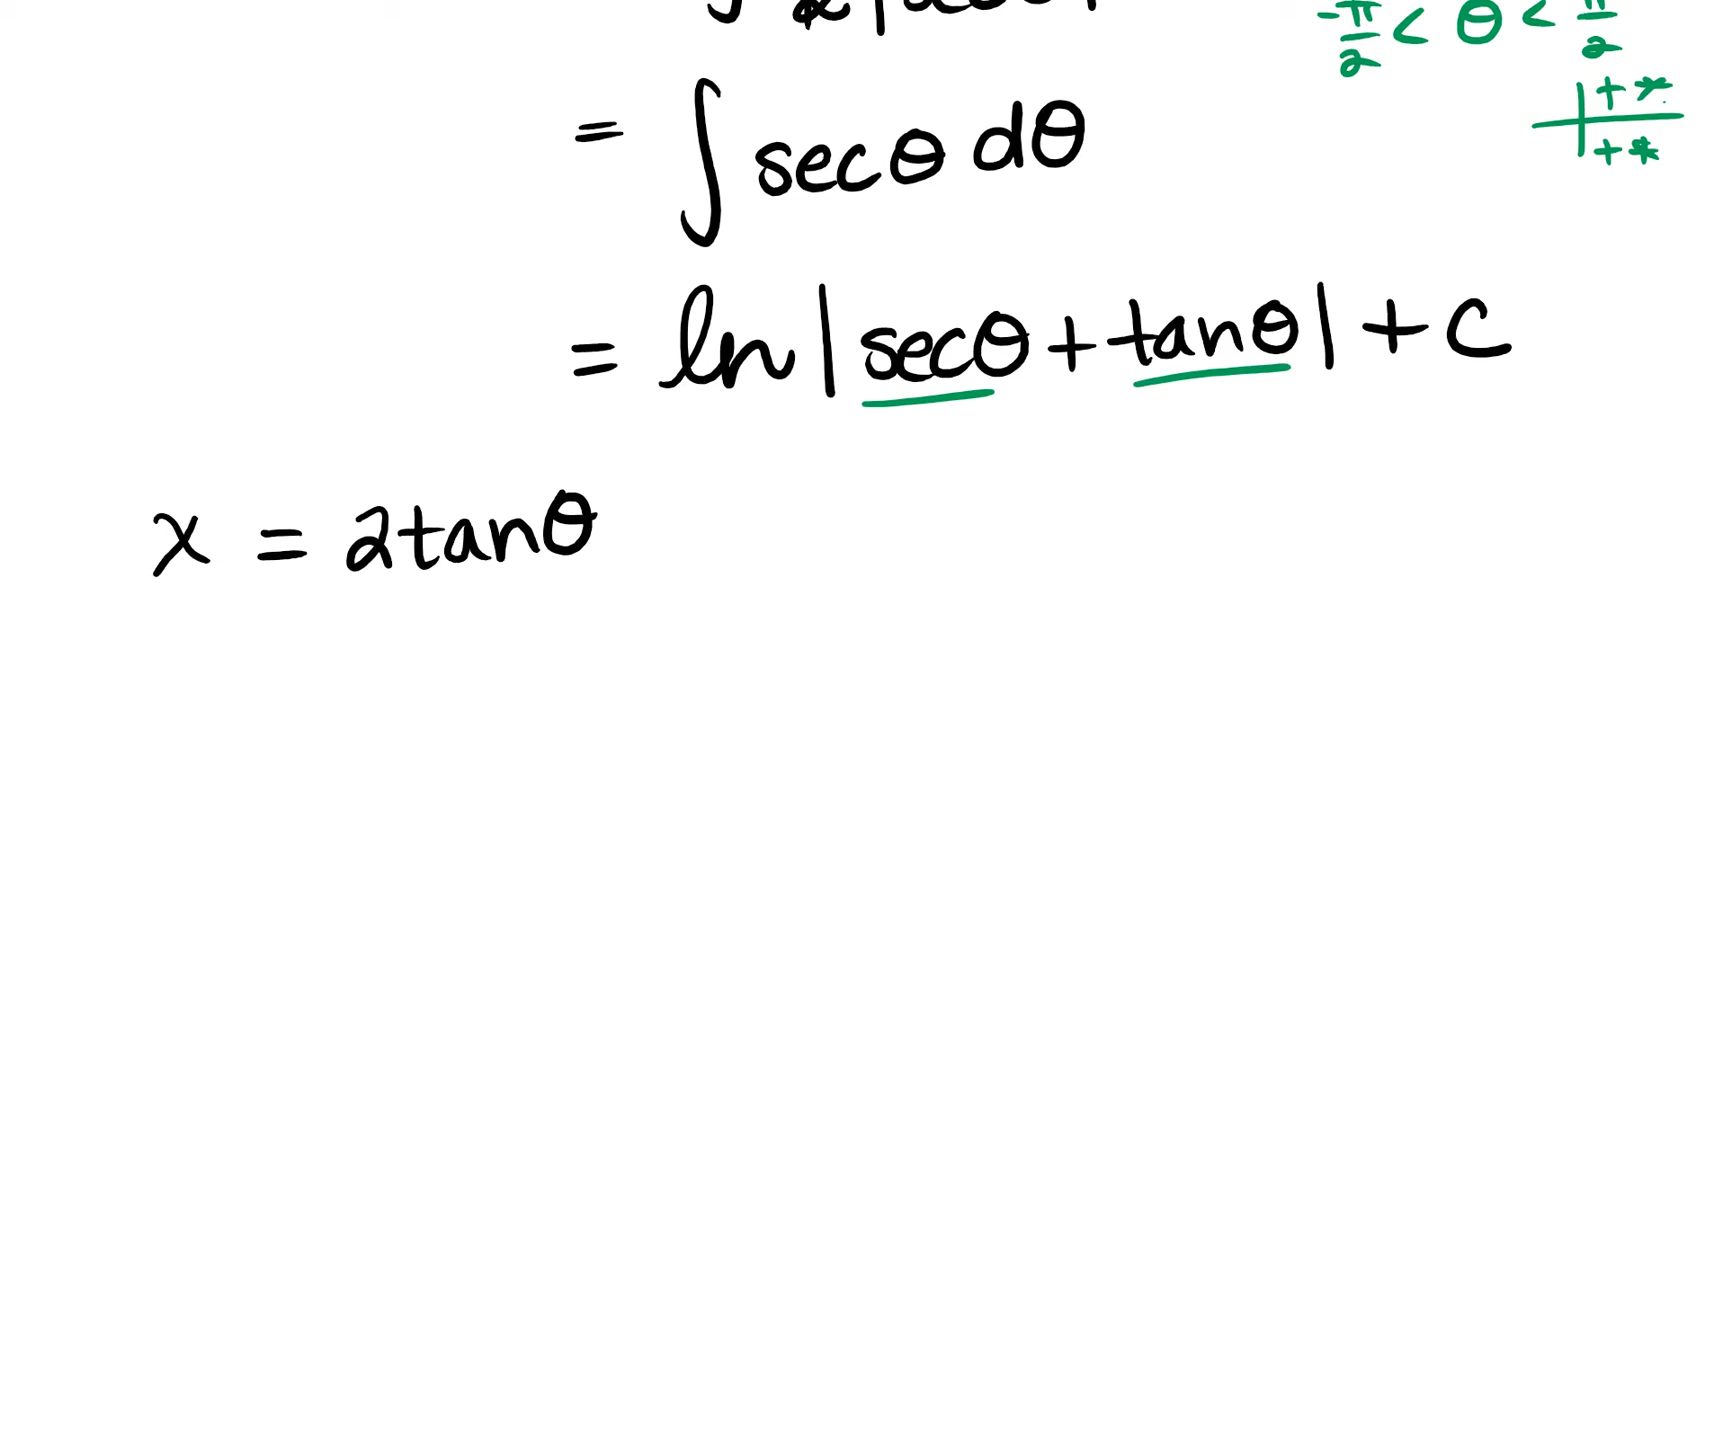 -π/2 < θ < π/2
+ *
+ *
= ∫ secθ dθ
= ln|secθ + tanθ| + C
x = 2tanθ